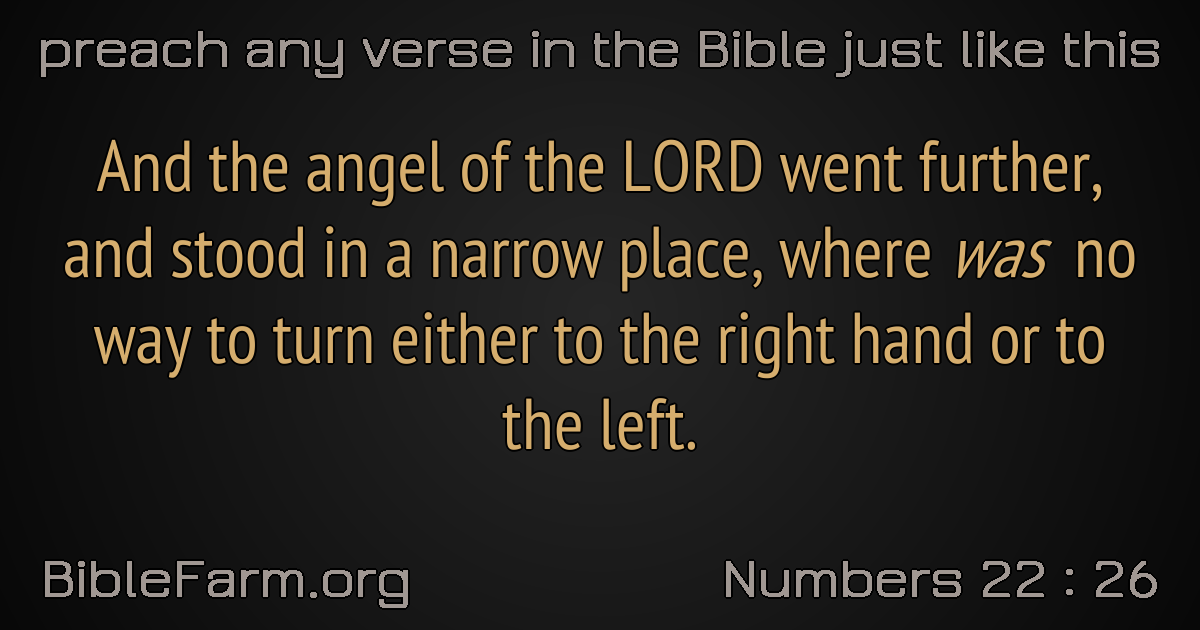 preach any verse in the Bible just like this
And the angel of the LORD went further,
and stood in a narrow place, where was no
way to turn either to the right hand or to
the left.
BibleFarm.org
Numbers 22 : 26